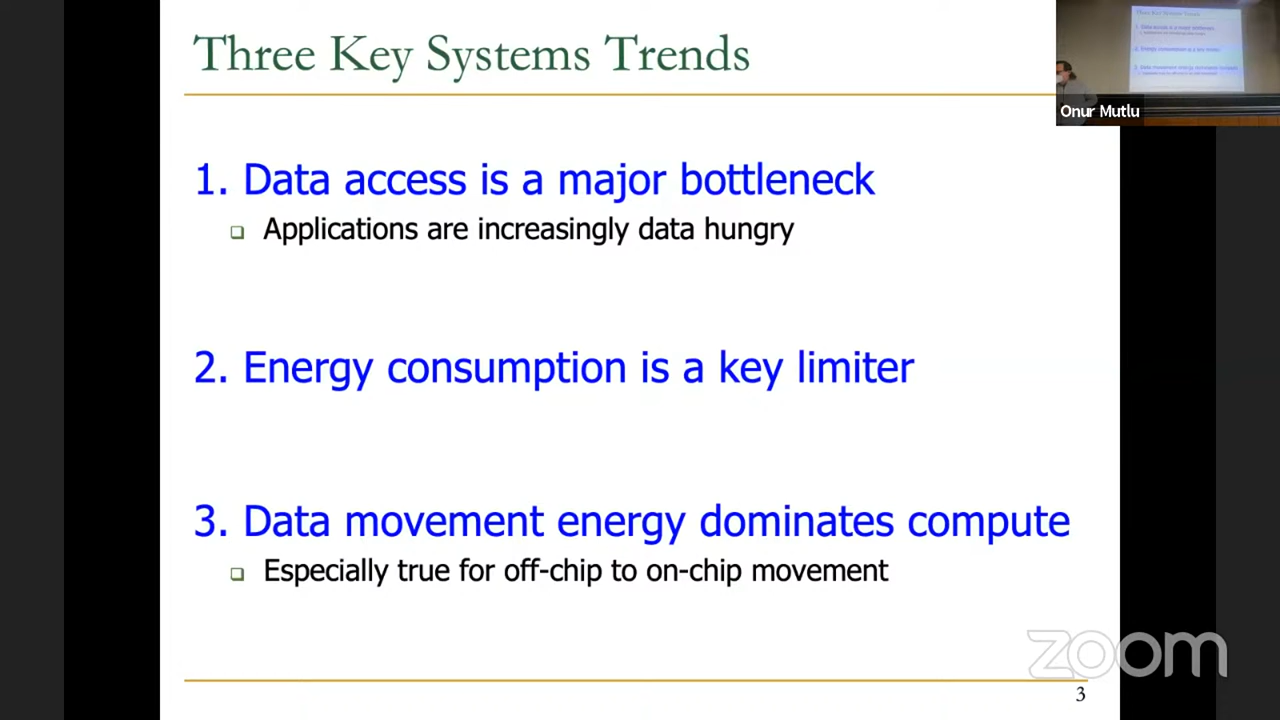 Three Key Systems Trends
Onur Mutlu
1. Data access is a major bottleneck
Applications are increasingly data hungry
2. Energy consumption is a key limiter
3. Data movement energy dominates compute
Especially true for off-chip to on-chip movement
zoom
3